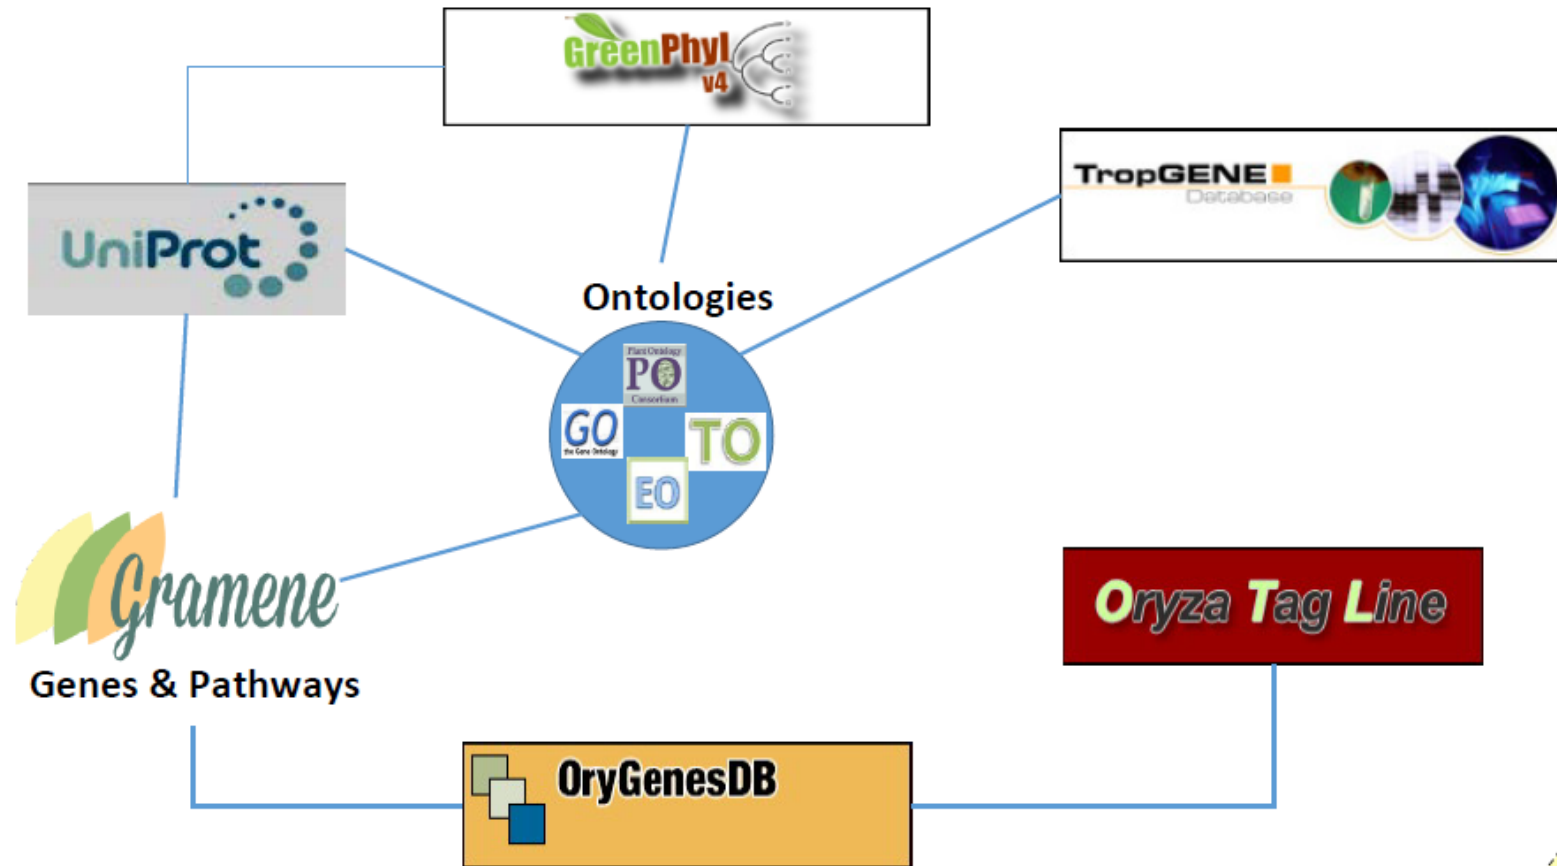 GreenPhyl
v4
TropGENE
Database
UniProt
Ontologies
Plant Ontology
PO
Consortium
GO
the Gene Ontology
TO
EO
Gramene
Genes & Pathways
Oryza Tag Line
OryGenesDB